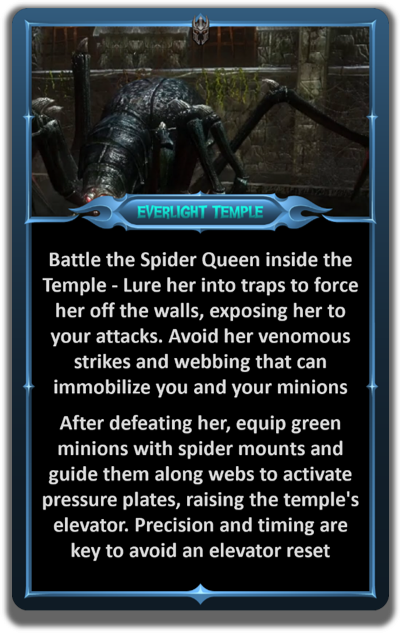 EVERLIGHT TEMPLE
Battle the Spider Queen inside the
Temple - Lure her into traps to force
her off the walls, exposing her to
your attacks. Avoid her venomous
strikes and webbing that can
immobilize you and your minions
After defeating her, equip green
minions with spider mounts and
guide them along webs to activate
pressure plates, raising the temple's
elevator. Precision and timing are
key to avoid an elevator reset